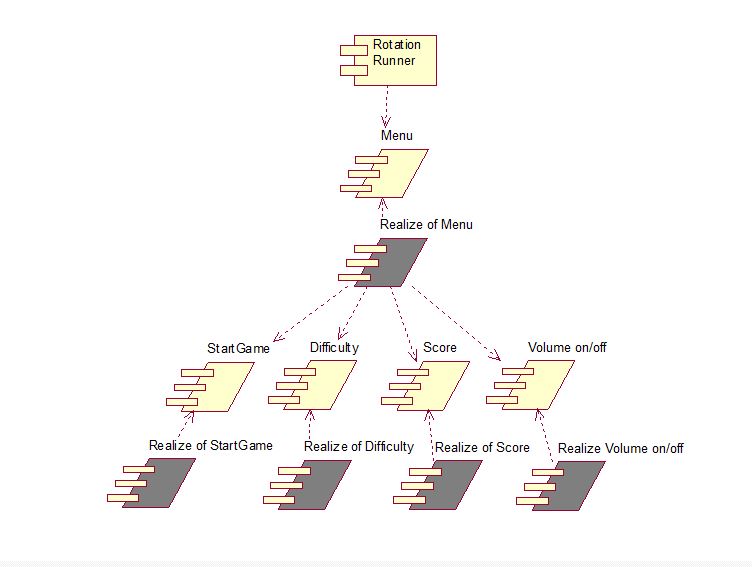 Rotation
Runner
Menu
Realize of Menu
StartGame
Difficulty
Score
Volume on/off
Realize of StartGame
Realize of Difficulty
Realize of Score
Realize Volume on/off